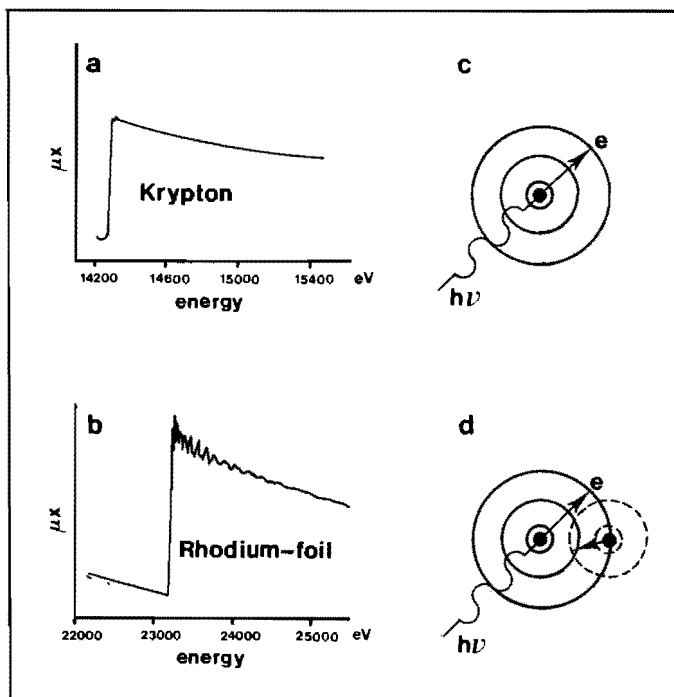 a
μx
Krypton
14200 14600 15000 15400 eV
energy
c
e
hν
b
μx
Rhodium-foil
22000 23000 24000 25000 eV
energy
d
e
hν